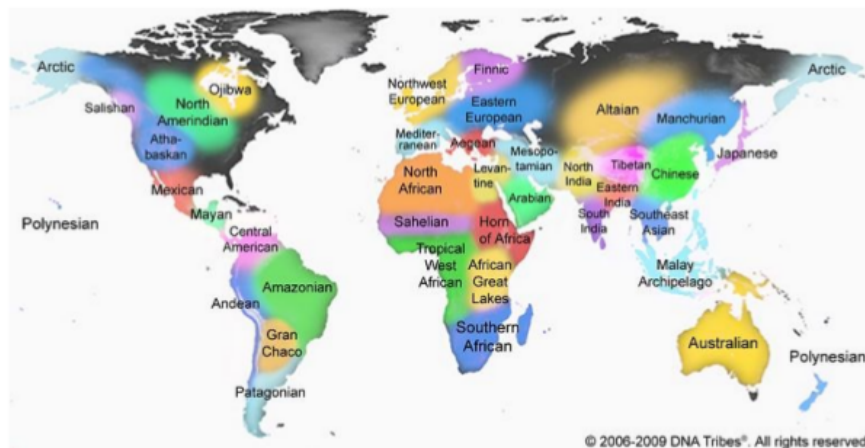 Arctic
Ojibwa
North
Amerindian
Salishan
Atha-
baskan
Mexican
Mayan
Polynesian
Central
American
Amazonian
Andean
Gran
Chaco
Patagonian
Finnic
Northwest
European
Eastern
European
Mediter-
ranean
Aegean
Levan-
tine
Mesopo-
tamian
North
African
Arabian
Sahelian
Horn
of Africa
Tropical
West
African
African
Great
Lakes
Southern
African
Arctic
Altaian
Manchurian
Japanese
Tibetan
Chinese
North
India
Eastern
India
South
India
Southeast
Asian
Malay
Archipelago
Australian
Polynesian
© 2006-2009 DNA Tribes®. All rights reserved